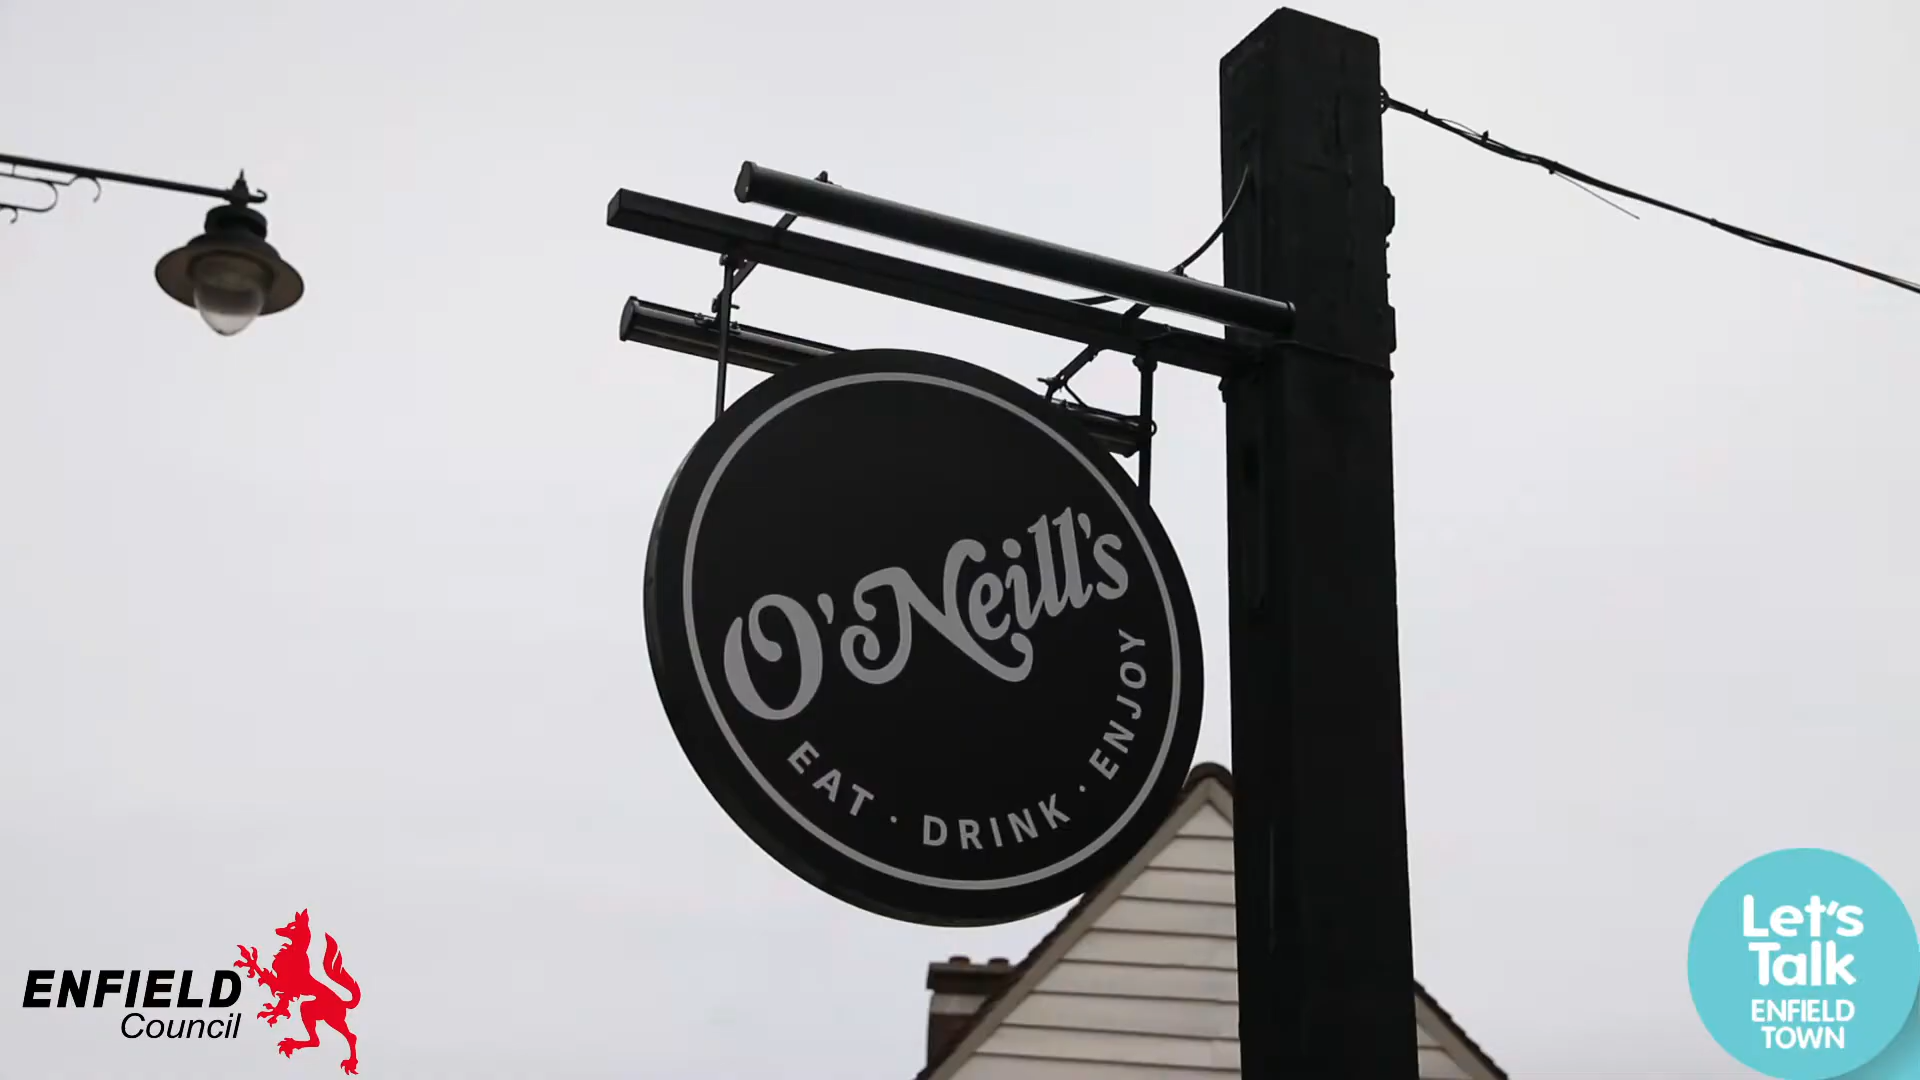 O'Neill's
EAT · DRINK · ENJOY
ENFIELD
Council
Let's
Talk
ENFIELD
TOWN